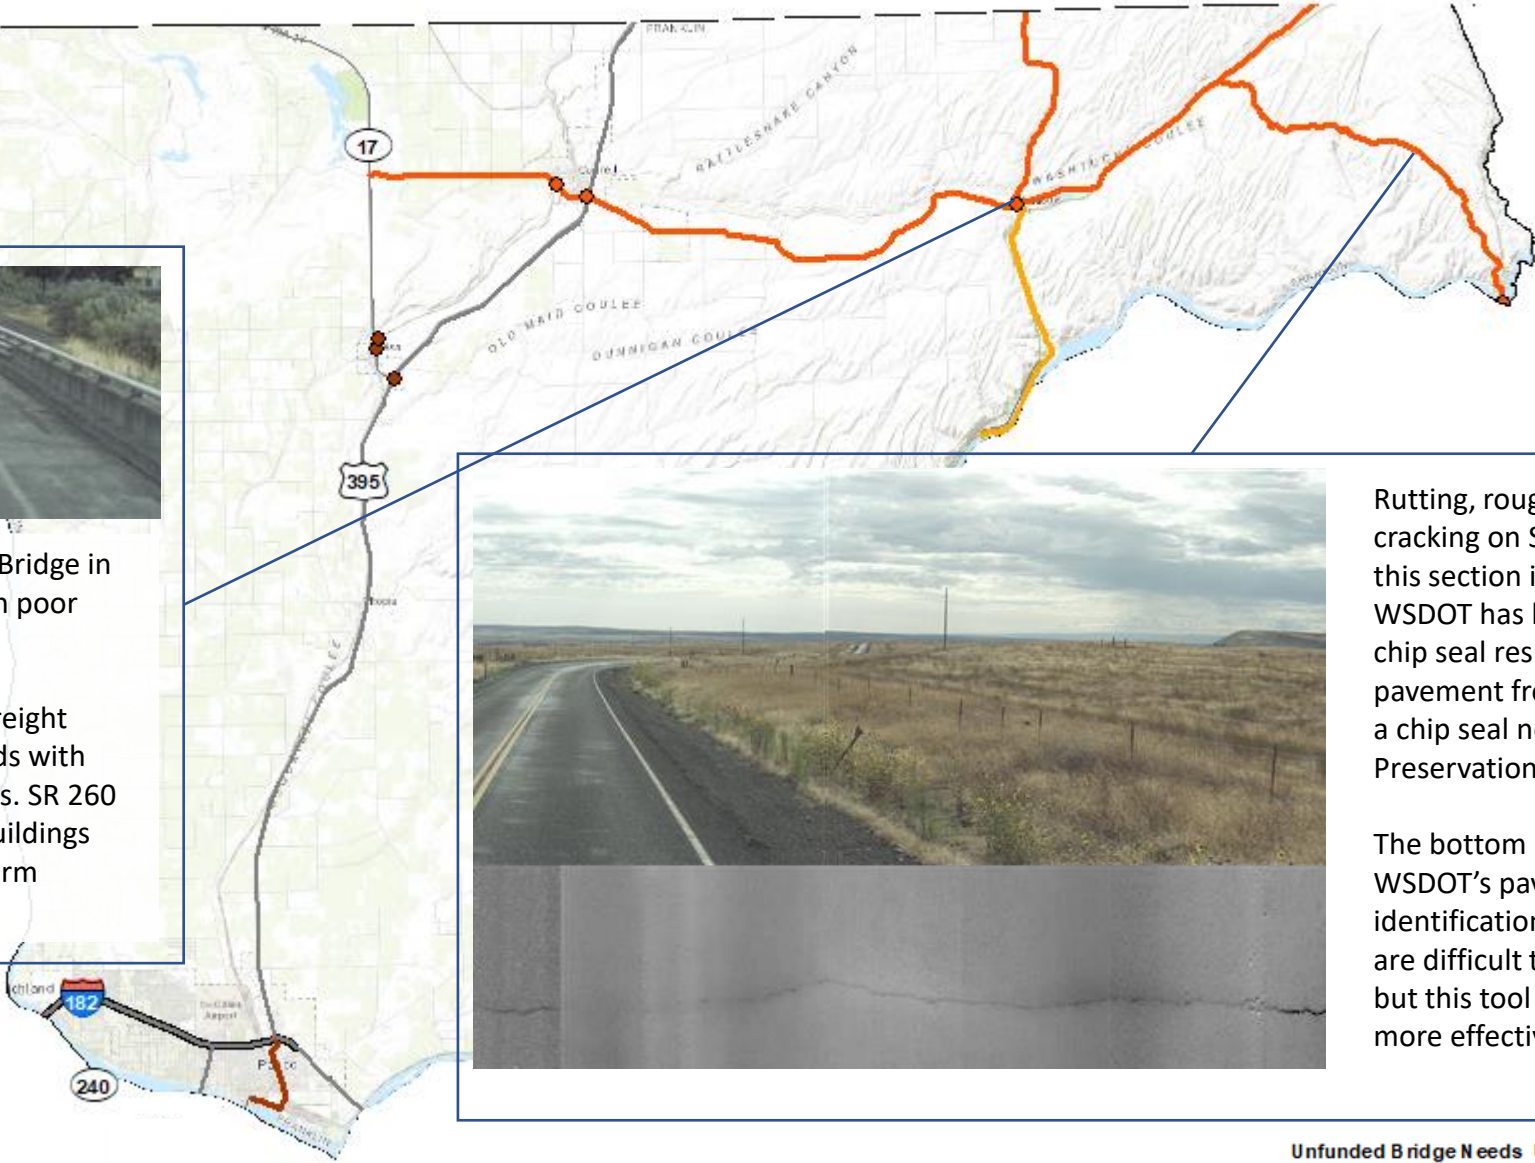 FRANKLIN
17
RATTLESNAKE CANYON
WASHTUCNA COULEE
OLD MAID COULEE
DUNNIGAN COULEE
395
182
240
FRANKLIN
Bridge in
poor
reight
ds with
s. SR 260
uildings
rm
Rutting, roug
cracking on S
this section i
WSDOT has
chip seal res
pavement fr
a chip seal n
Preservation
The bottom
WSDOT's pav
identification
are difficult t
but this tool
more effectiv
Unfunded Bridge Needs